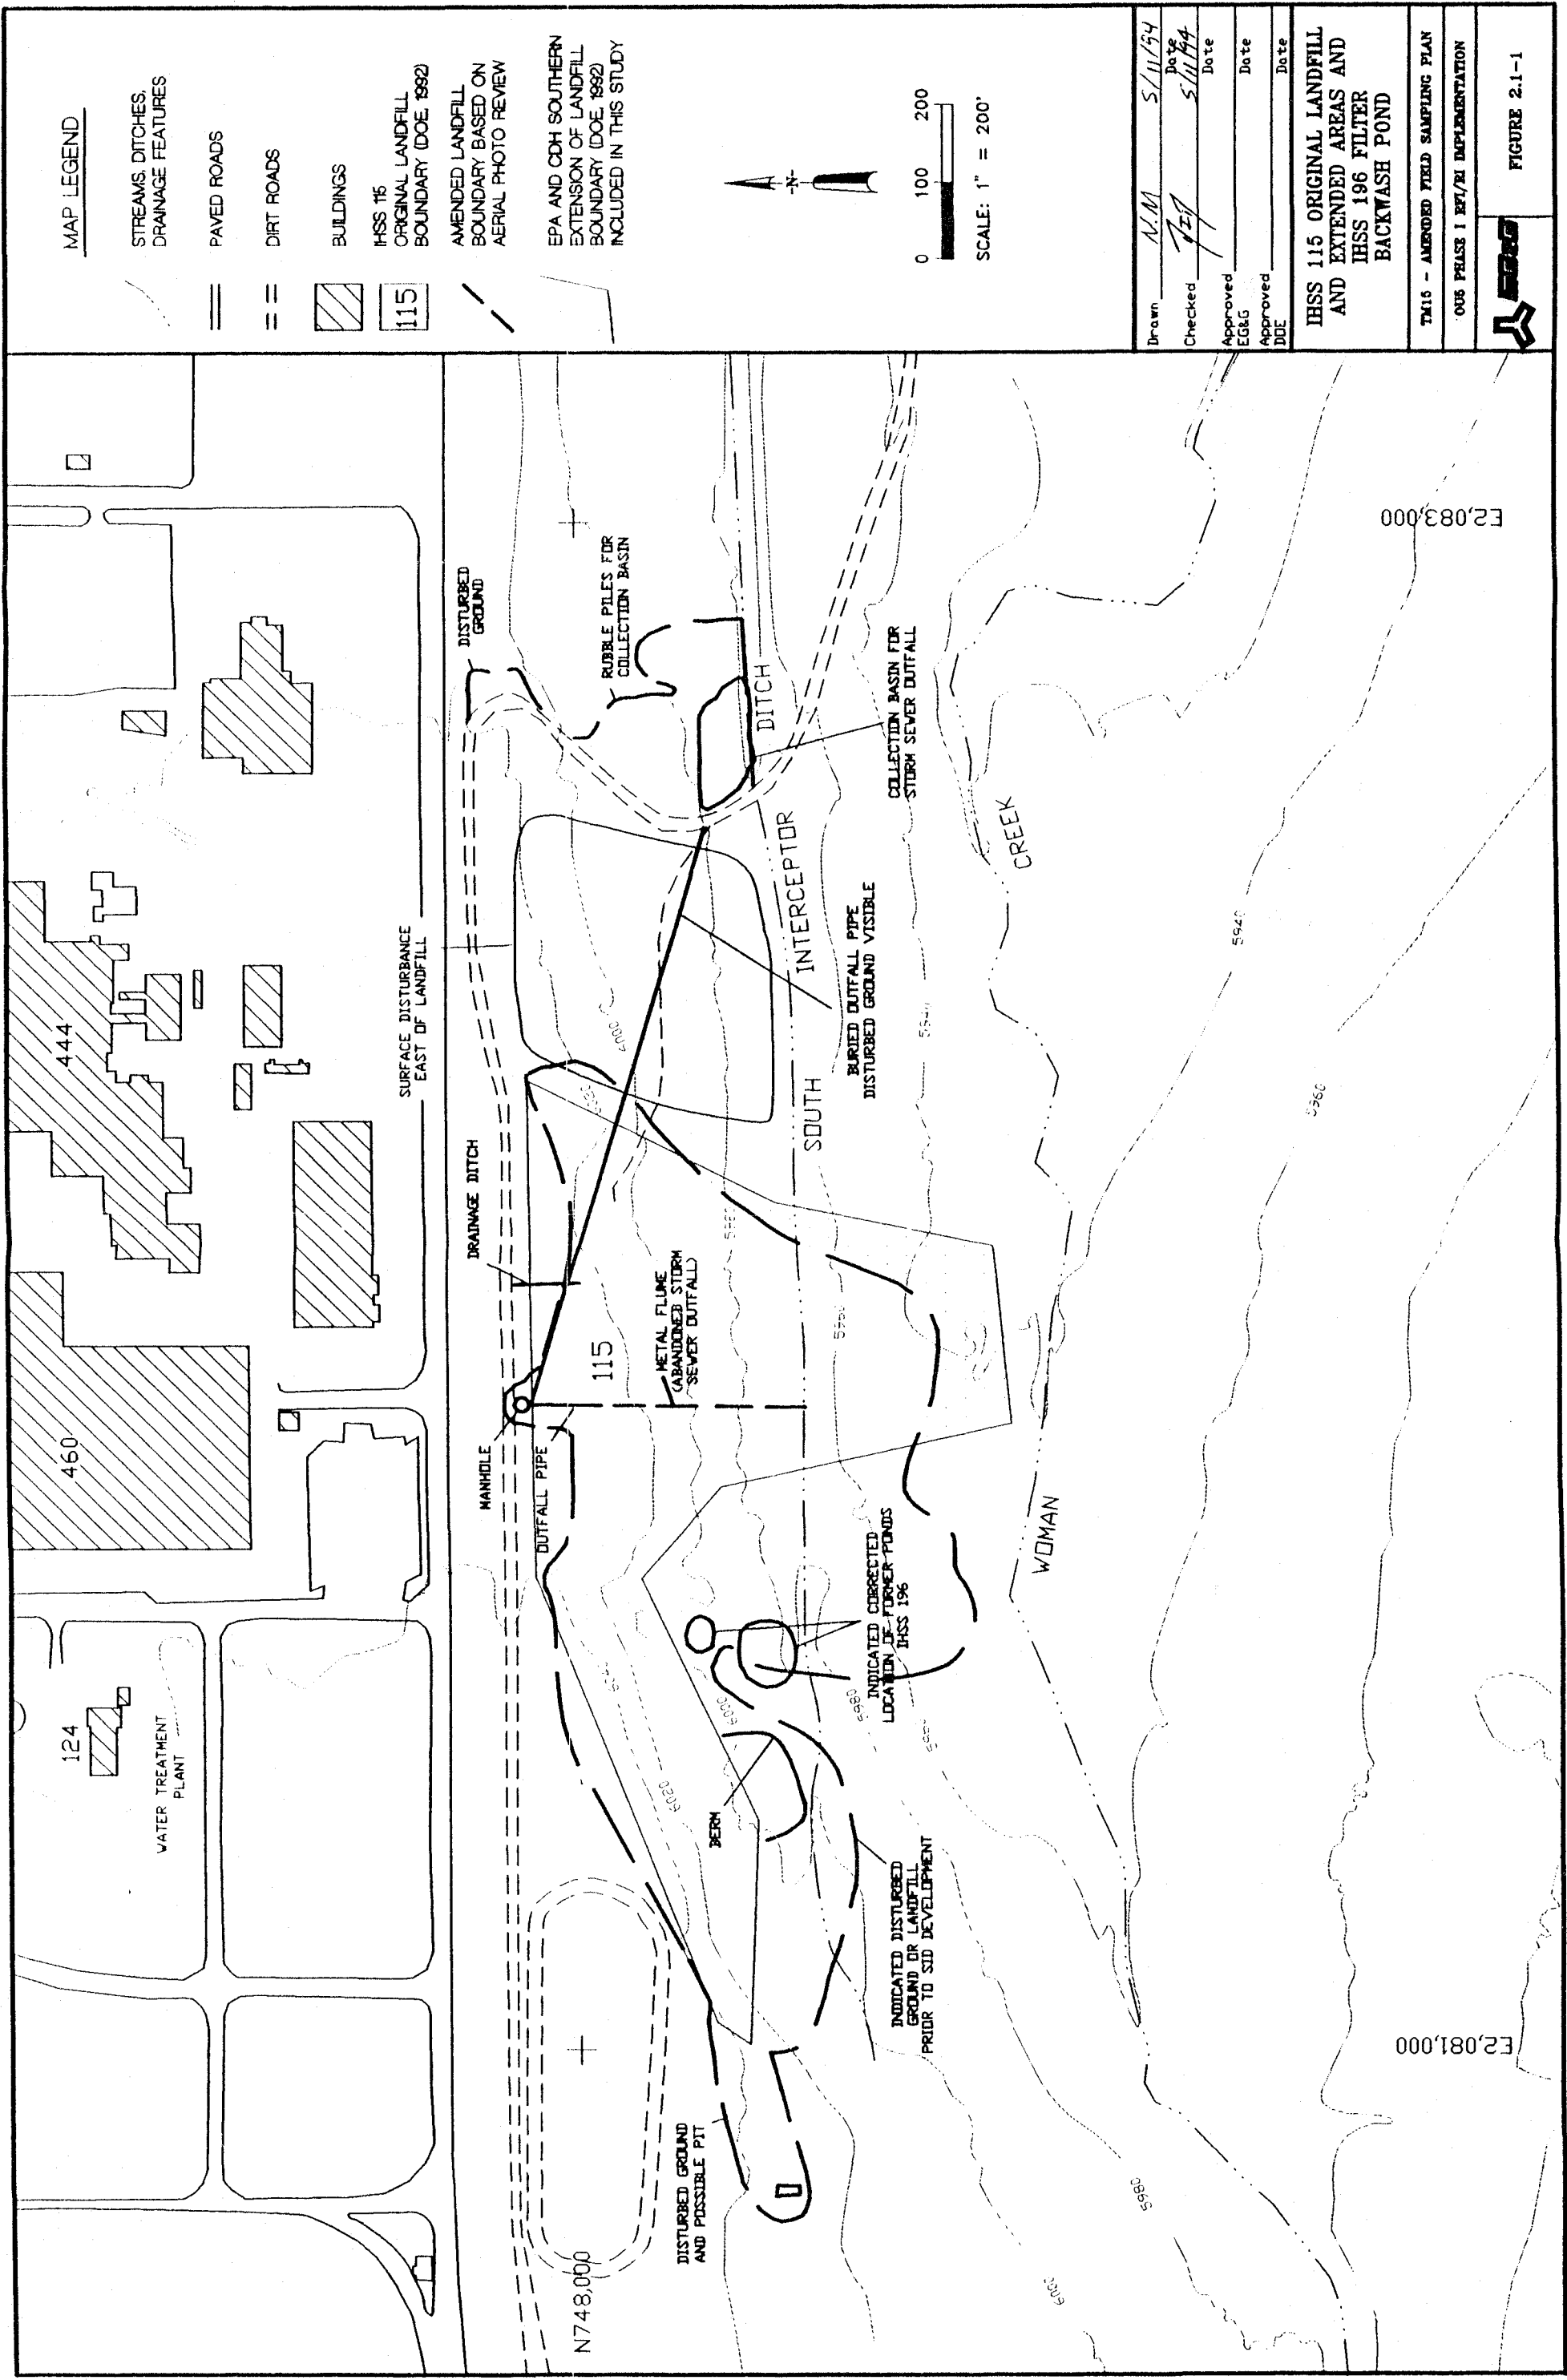 MAP LEGEND
STREAMS, DITCHES,
DRAINAGE FEATURES
PAVED ROADS
DIRT ROADS
BUILDINGS
115
IHSS 115
ORIGINAL LANDFILL
BOUNDARY (DOE, 1992)
AMENDED LANDFILL
BOUNDARY BASED ON
AERIAL PHOTO REVIEW
EPA AND CDH SOUTHERN
EXTENSION OF LANDFILL
BOUNDARY (DOE, 1992)
INCLUDED IN THIS STUDY
-N-
0
100
200
SCALE: 1" = 200'
Drawn N.M 5/11/94
Date
Checked 5/11/94
Date
Approved
EG&G
Date
Approved
DOE
Date
IHSS 115 ORIGINAL LANDFILL
AND EXTENDED AREAS AND
IHSS 196 FILTER
BACKWASH POND
TM15 - AMENDED FIELD SAMPLING PLAN
OU5 PHASE I RFI/RI IMPLEMENTATION
EG&G
FIGURE 2.1-1
124
WATER TREATMENT
PLANT
460
444
SURFACE DISTURBANCE
EAST OF LANDFILL
DISTURBED
GROUND
RUBBLE PILES FOR
COLLECTION BASIN
DRAINAGE DITCH
MANHOLE
OUTFALL PIPE
115
METAL FLUME
(ABANDONED STORM
SEWER OUTFALL)
BURIED OUTFALL PIPE
DISTURBED GROUND VISIBLE
COLLECTION BASIN FOR
STORM SEWER OUTFALL
SOUTH
INTERCEPTOR
DITCH
INDICATED CORRECTED
LOCATION OF FORMER PONDS
IHSS 196
BERM
INDICATED DISTURBED
GROUND OR LANDFILL
PRIOR TO SID DEVELOPMENT
DISTURBED GROUND
AND POSSIBLE PIT
WOMAN
CREEK
N748,000
E2,081,000
E2,083,000
6000
5980
6020
6000
5980
5960
5940
5960
5980
6000